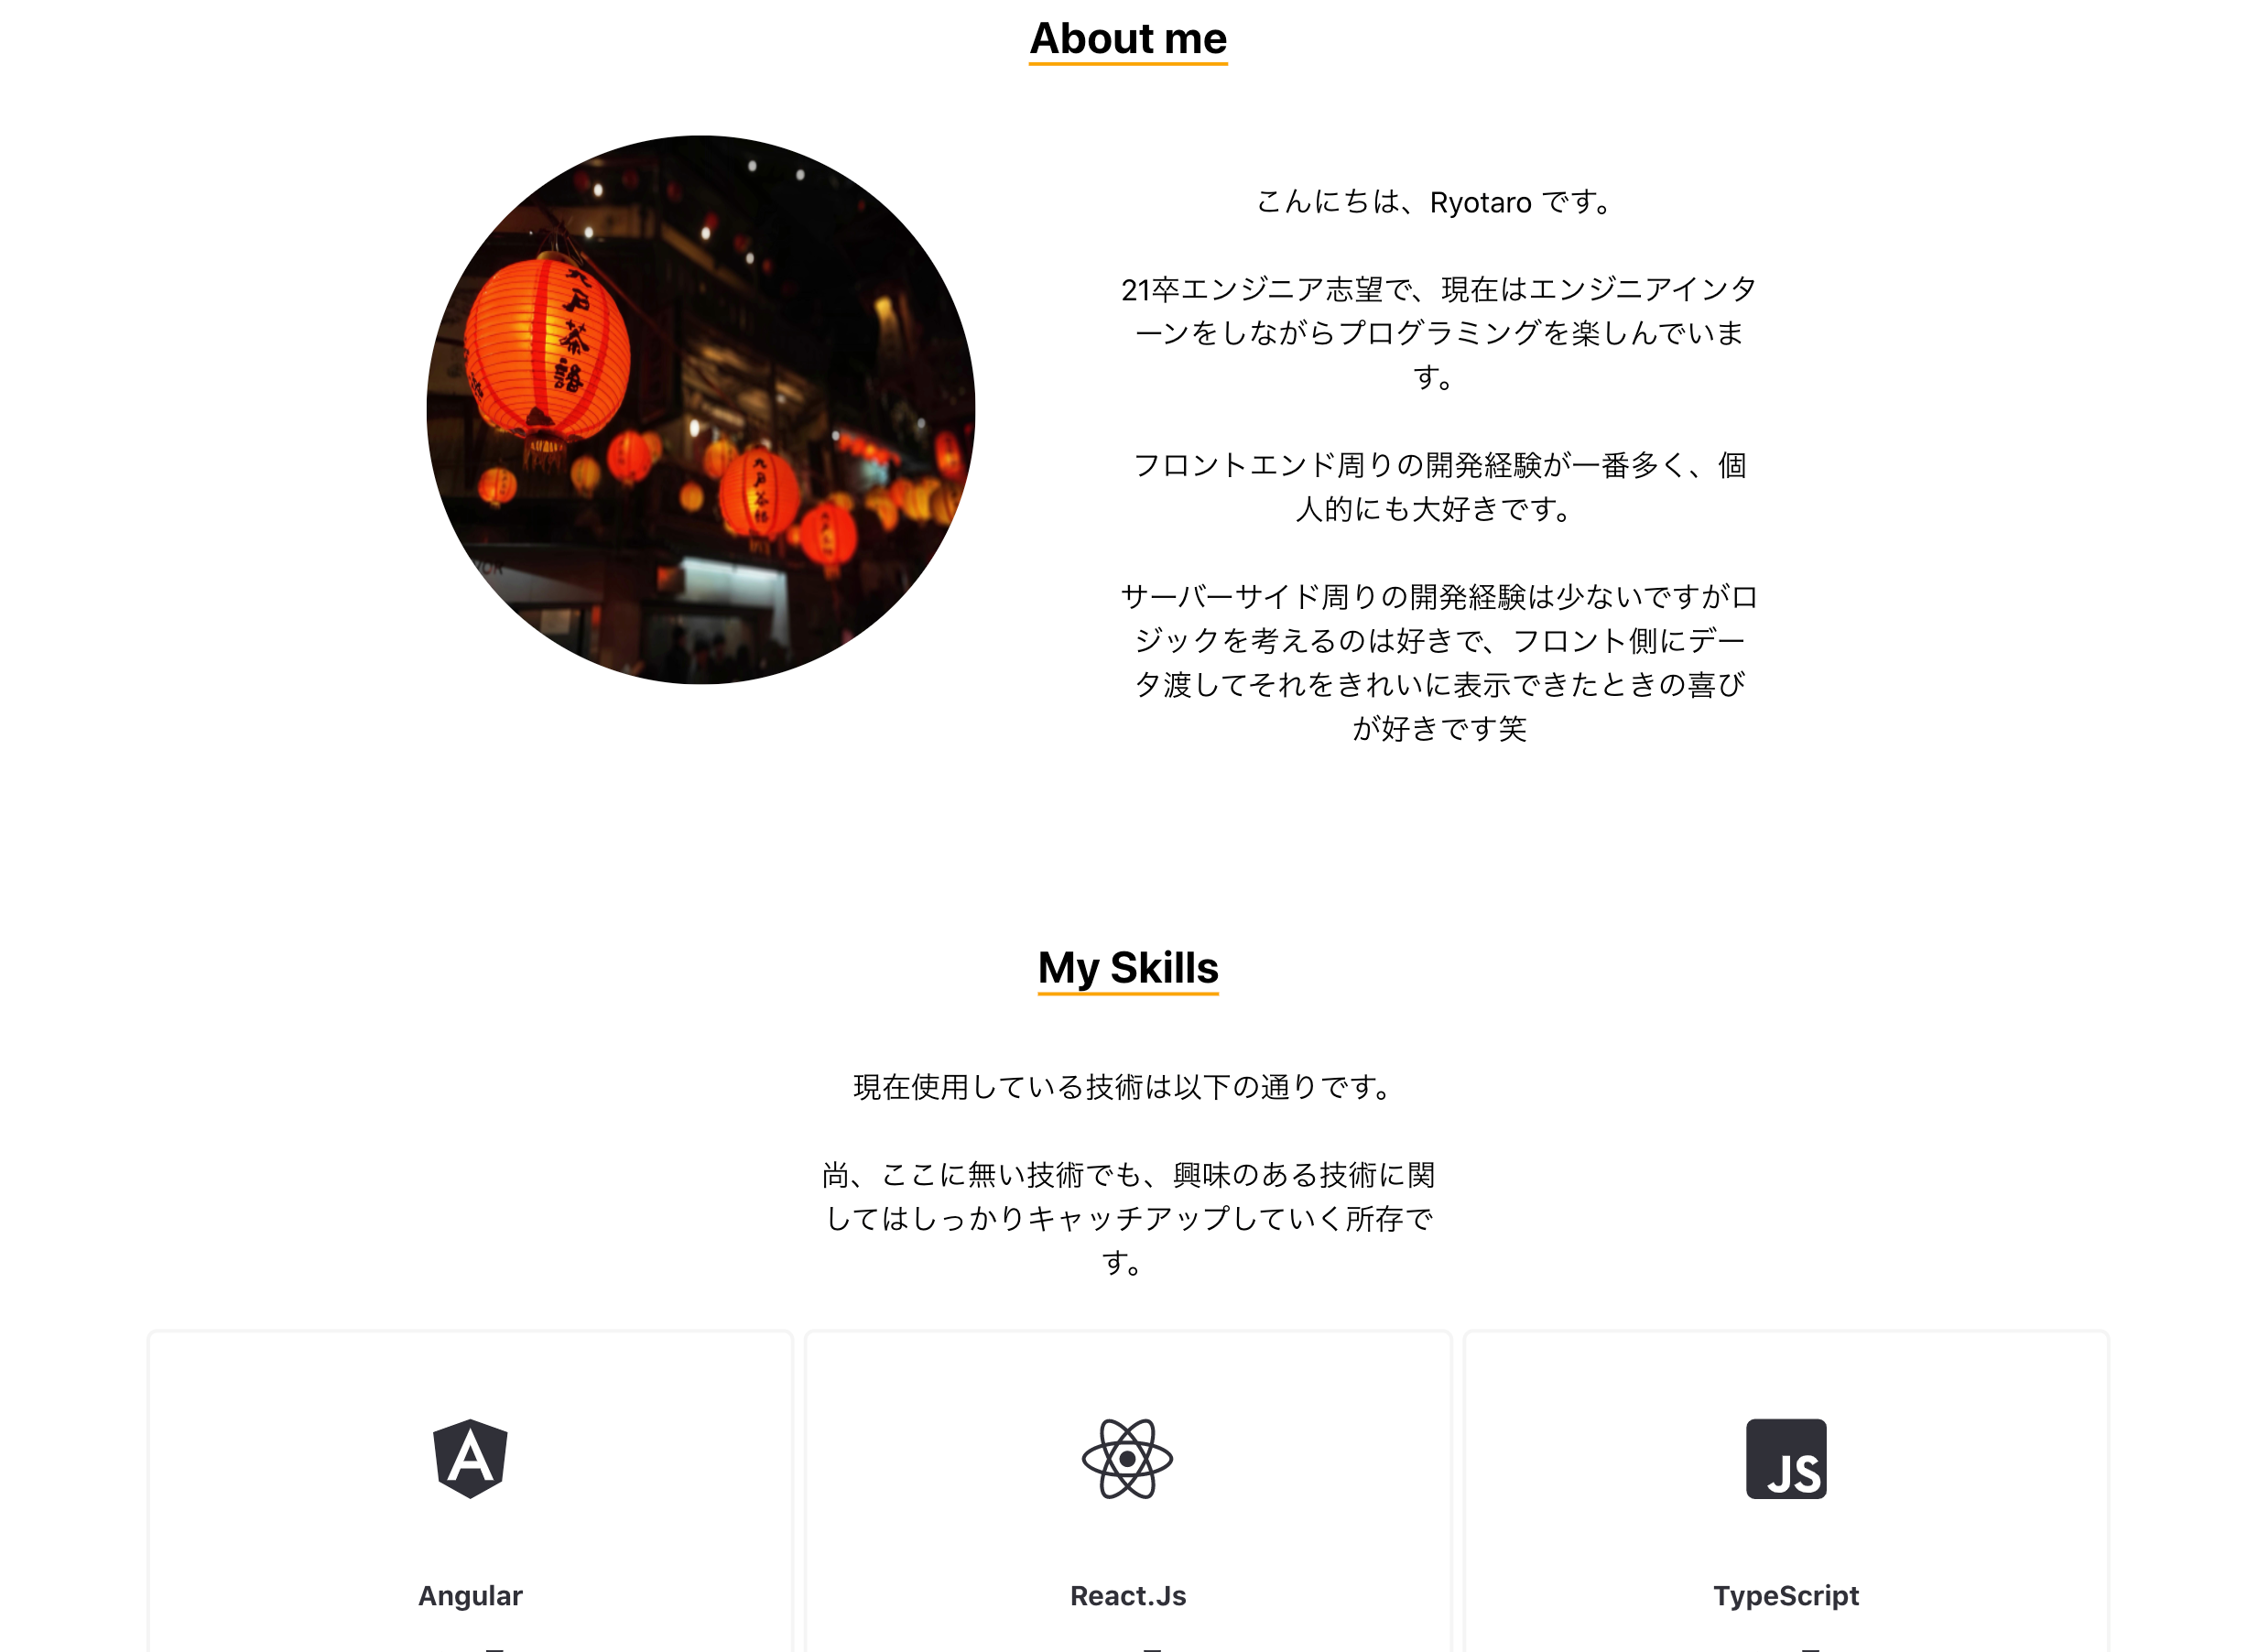 About me
九戸茶語
九戸茶語
こんにちは、Ryotaro です。
21卒エンジニア志望で、現在はエンジニアインタ
ーンをしながらプログラミングを楽しんでいま
す。
フロントエンド周りの開発経験が一番多く、個
人的にも大好きです。
サーバーサイド周りの開発経験は少ないですがロ
ジックを考えるのは好きで、フロント側にデー
タ渡してそれをきれいに表示できたときの喜び
が好きです笑
My Skills
現在使用している技術は以下の通りです。
尚、ここに無い技術でも、興味のある技術に関
してはしっかりキャッチアップしていく所存で
す。
A
JS
Angular
React.Js
TypeScript